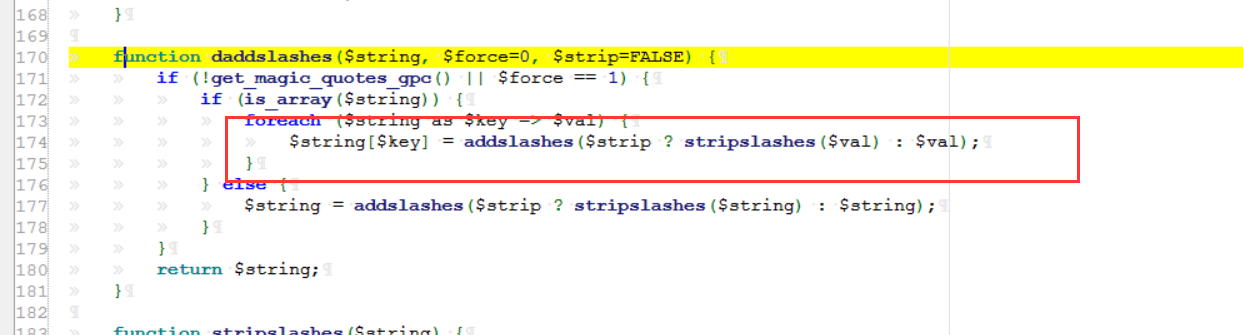 168 }
169
170 function daddslashes($string, $force=0, $strip=FALSE) {
171 if (!get_magic_quotes_gpc() || $force == 1) {
172 if (is_array($string)) {
173 foreach ($string as $key => $val) {
174 $string[$key] = addslashes($strip ? stripslashes($val) : $val);
175 }
176 } else {
177 $string = addslashes($strip ? stripslashes($string) : $string);
178 }
179 }
180 return $string;
181 }
182
183 function stripslashes($string) {